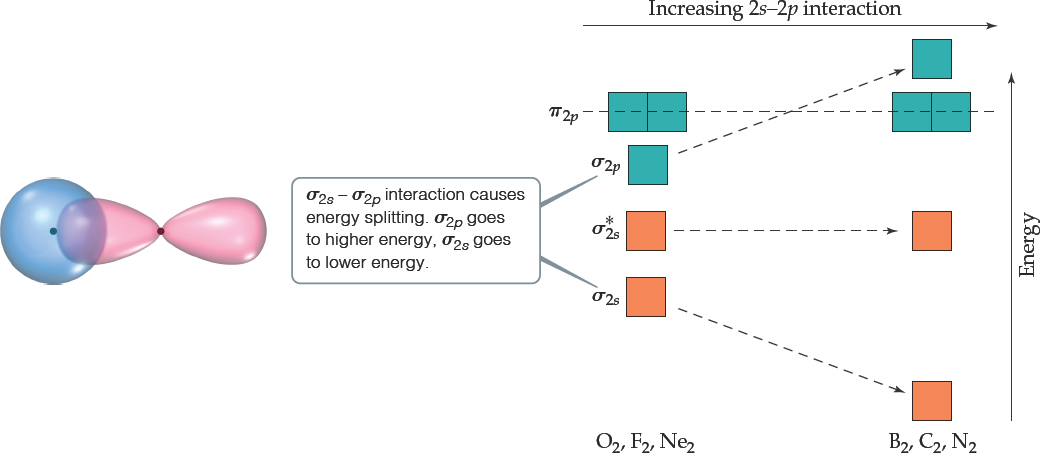 Increasing 2s–2p interaction
π2p
σ2p
σ2s – σ2p interaction causes
energy splitting. σ2p goes
to higher energy, σ2s goes
to lower energy.
σ*2s
σ2s
Energy
O2, F2, Ne2
B2, C2, N2